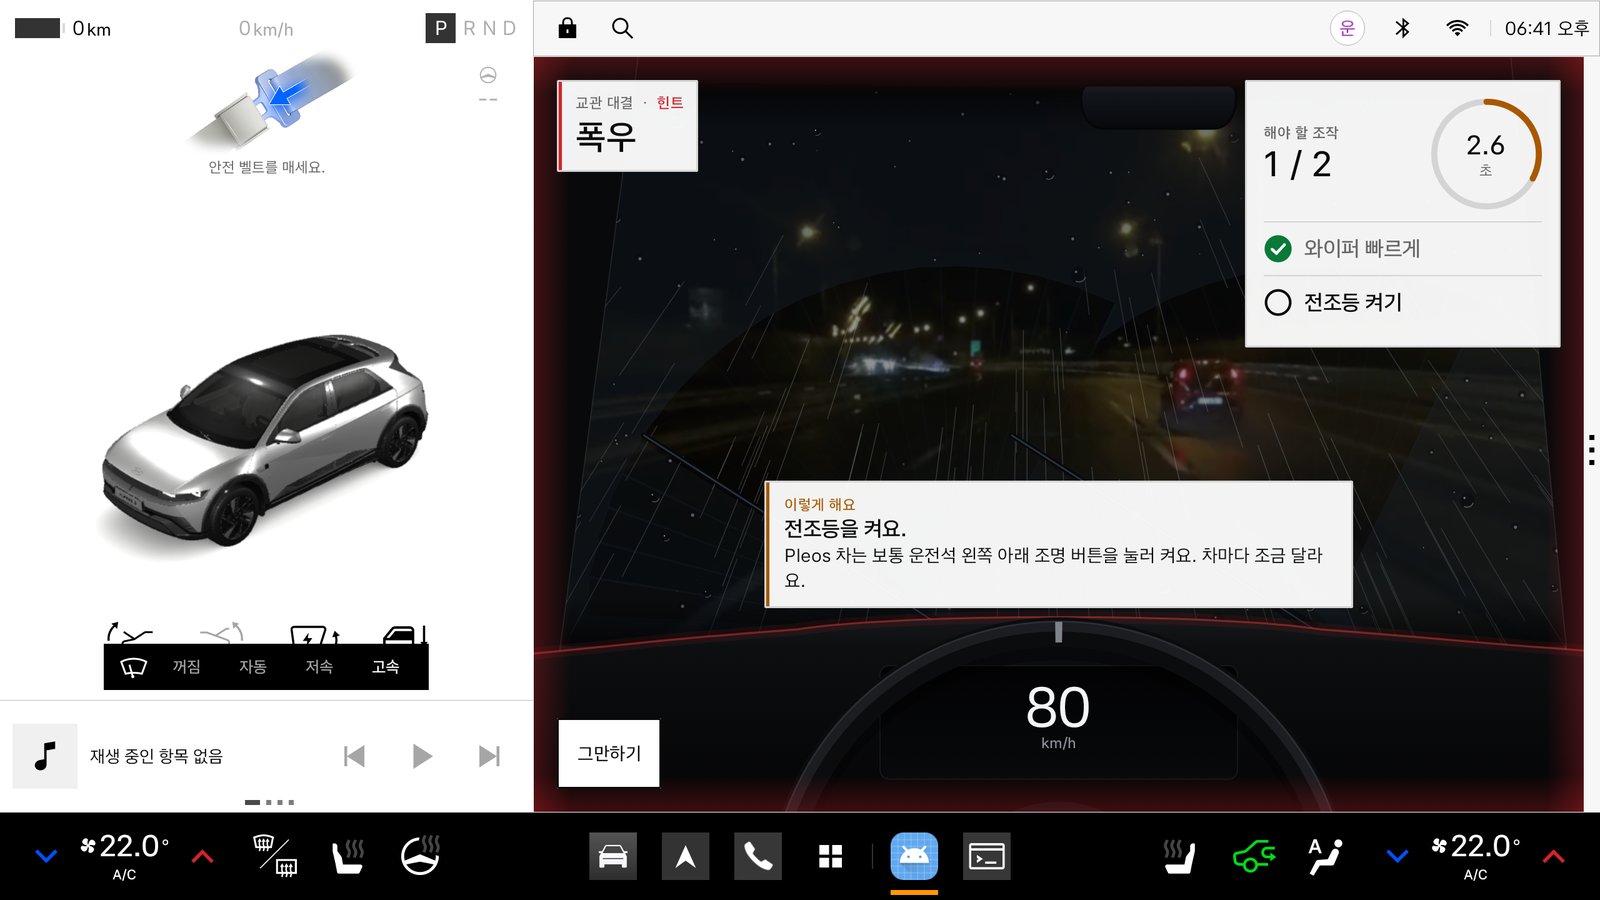 0 km
0 km/h
P R N D
안전 벨트를 매세요.
꺼짐 자동 저속 고속
재생 중인 항목 없음
운
06:41 오후
교관 대결 · 힌트
폭우
해야 할 조작
1 / 2
2.6
초
와이퍼 빠르게
전조등 켜기
이렇게 해요
전조등을 켜요.
Pleos 차는 보통 운전석 왼쪽 아래 조명 버튼을 눌러 켜요. 차마다 조금 달라
요.
80
km/h
그만하기
22.0°
A/C
A
22.0°
A/C